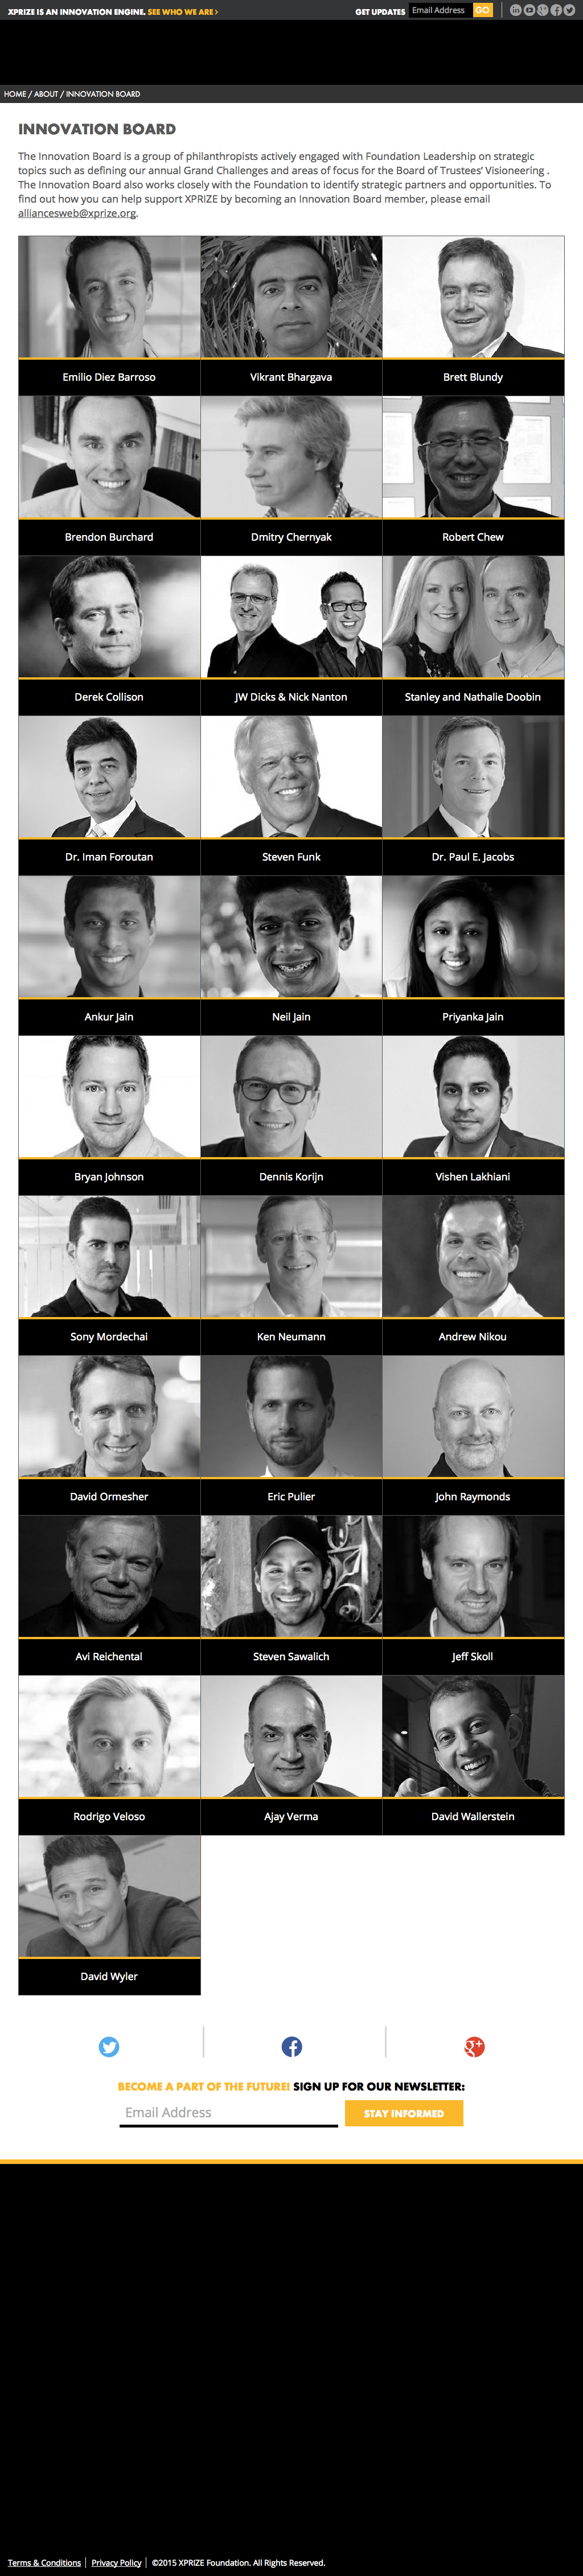 XPRIZE IS AN INNOVATION ENGINE. SEE WHO WE ARE > GET UPDATES Email Address GO
HOME / ABOUT / INNOVATION BOARD
INNOVATION BOARD
The Innovation Board is a group of philanthropists actively engaged with Foundation Leadership on strategic
topics such as defining our annual Grand Challenges and areas of focus for the Board of Trustees' Visioneering .
The Innovation Board also works closely with the Foundation to identify strategic partners and opportunities. To
find out how you can help support XPRIZE by becoming an Innovation Board member, please email
alliancesweb@xprize.org.
Emilio Diez Barroso Vikrant Bhargava Brett Blundy
Brendon Burchard Dmitry Chernyak Robert Chew
Derek Collison JW Dicks & Nick Nanton Stanley and Nathalie Doobin
Dr. Iman Foroutan Steven Funk Dr. Paul E. Jacobs
Ankur Jain Neil Jain Priyanka Jain
Bryan Johnson Dennis Korijn Vishen Lakhiani
Sony Mordechai Ken Neumann Andrew Nikou
David Ormesher Eric Pulier John Raymonds
Avi Reichental Steven Sawalich Jeff Skoll
Rodrigo Veloso Ajay Verma David Wallerstein
David Wyler
BECOME A PART OF THE FUTURE! SIGN UP FOR OUR NEWSLETTER:
Email Address STAY INFORMED
Terms & Conditions | Privacy Policy | ©2015 XPRIZE Foundation. All Rights Reserved.